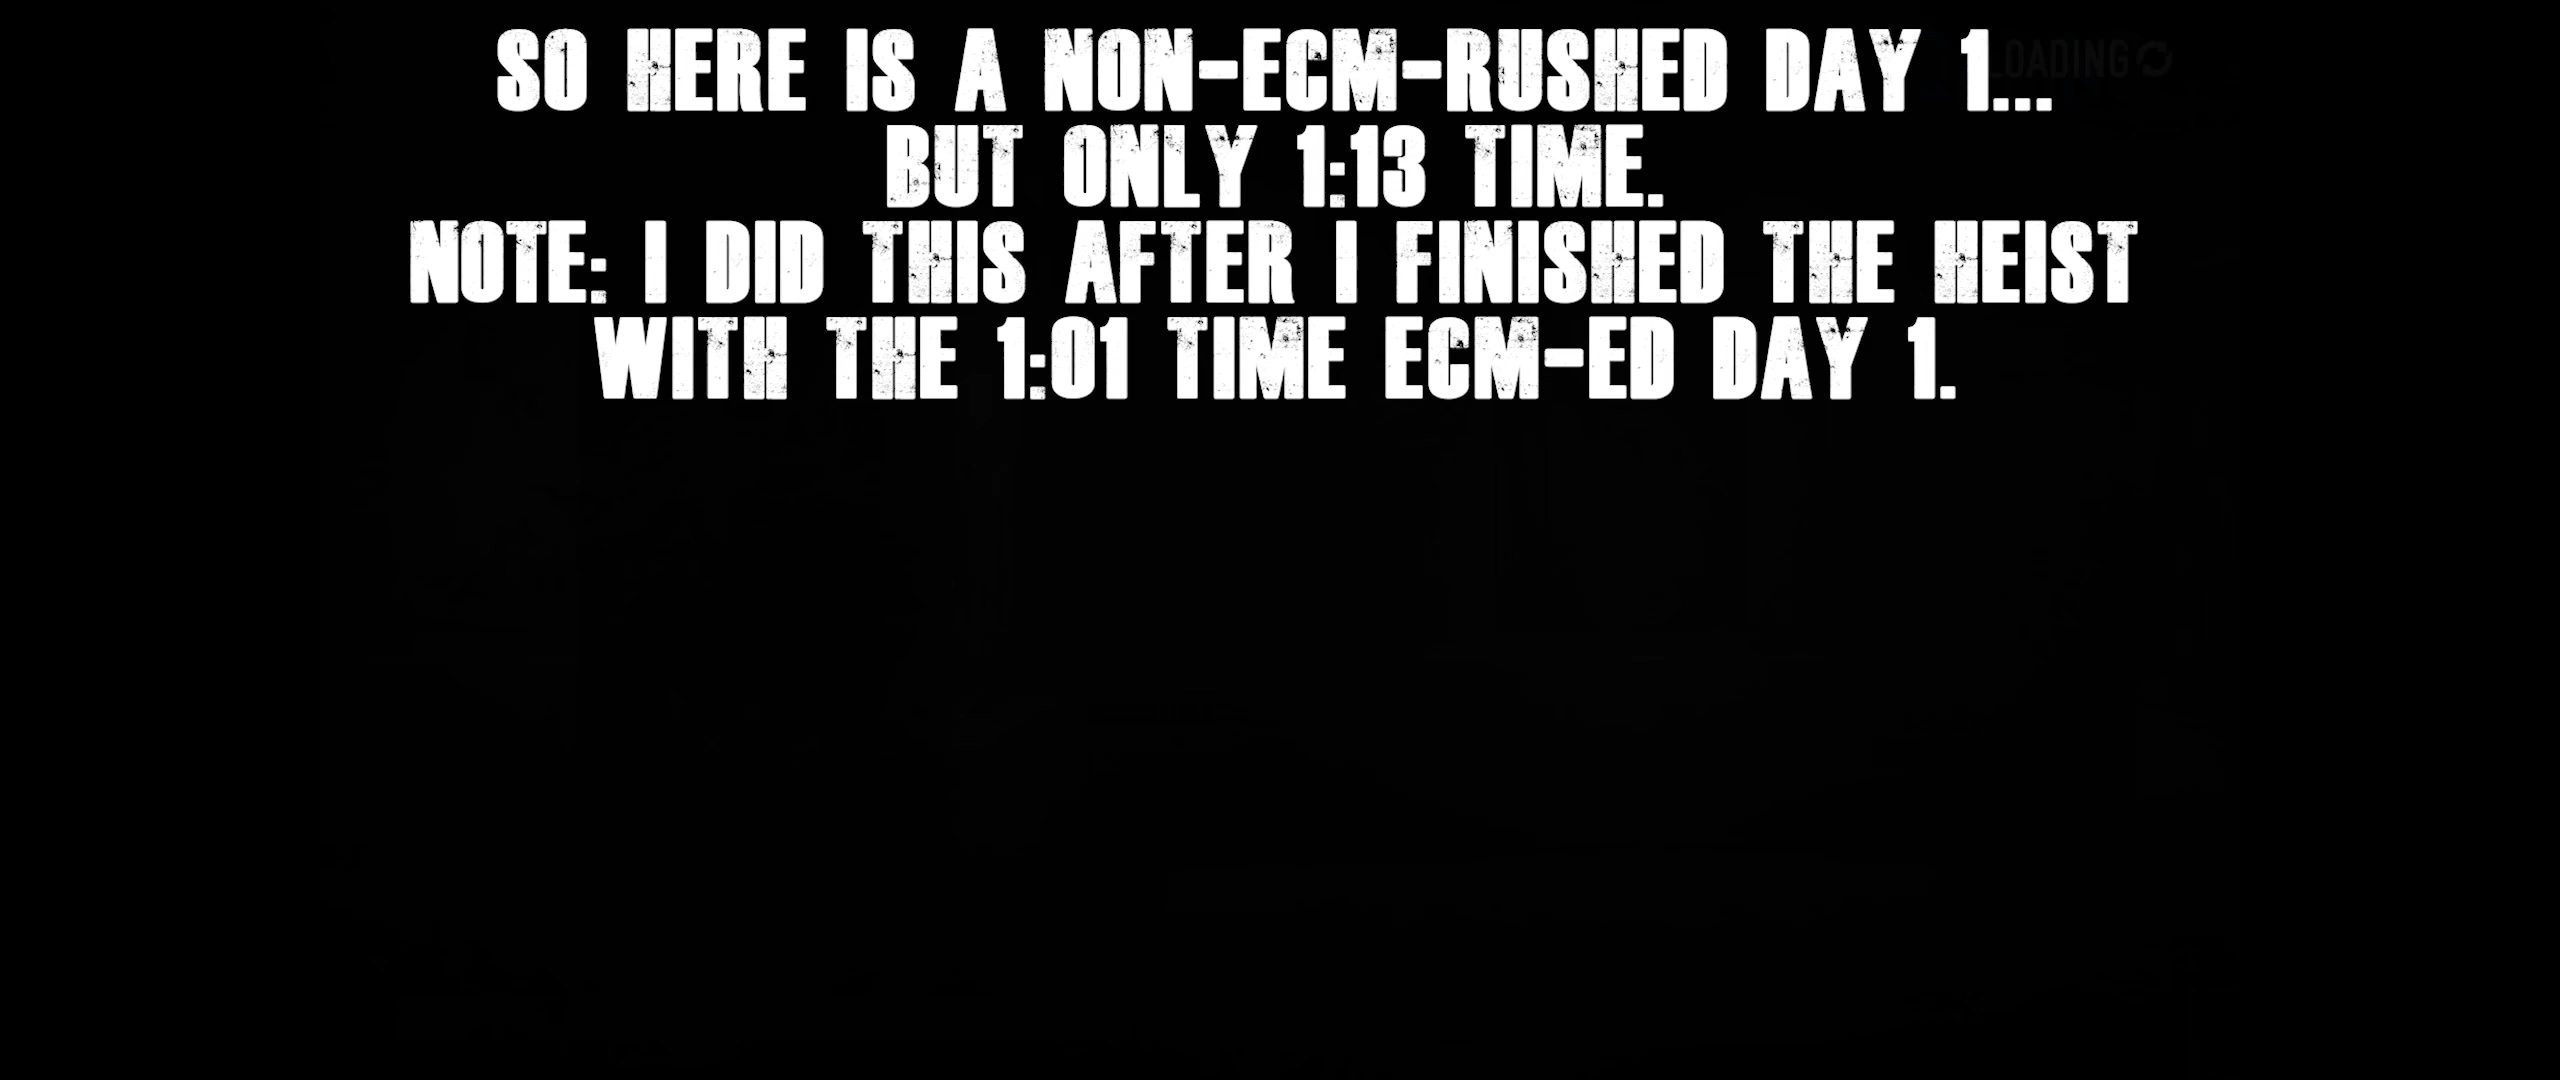 SO HERE IS A NON-ECM-RUSHED DAY 1...
LOADING
BUT ONLY 1:13 TIME.
NOTE: I DID THIS AFTER I FINISHED THE HEIST
WITH THE 1:01 TIME ECM-ED DAY 1.